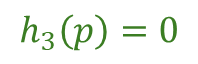 h₃(p) = 0